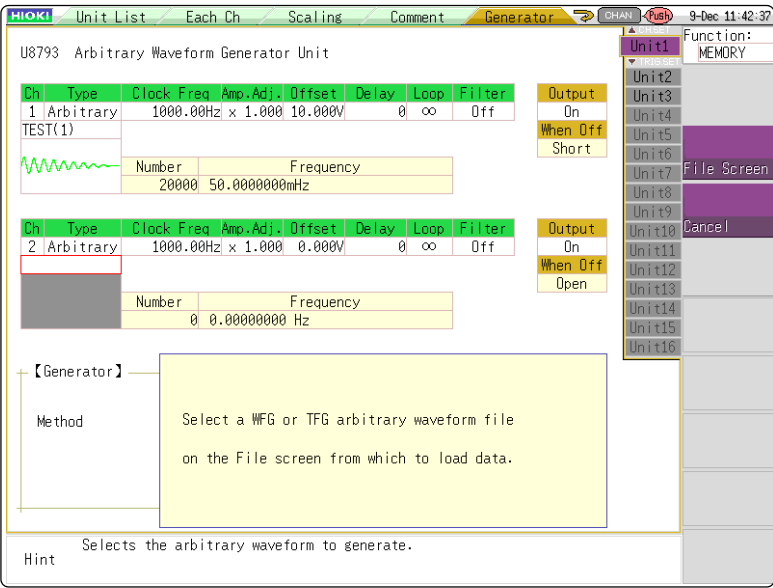 HIOKI Unit List Each Ch Scaling Comment Generator CHAN Push 9-Dec 11:42:37
▲ CH.SET
Function:
MEMORY
Unit1
▼ TRIG.SET
Unit2
Unit3
Unit4
Unit5
Unit6
Unit7
Unit8
Unit9
Unit10
Unit11
Unit12
Unit13
Unit14
Unit15
Unit16
File Screen
Cancel
U8793 Arbitrary Waveform Generator Unit
Ch Type Clock Freq Amp.Adj. Offset Delay Loop Filter Output
1 Arbitrary 1000.00Hz x 1.000 10.000V 0 ∞ Off On
TEST(1) When Off
Short
Number Frequency
20000 50.0000000mHz
Ch Type Clock Freq Amp.Adj. Offset Delay Loop Filter Output
2 Arbitrary 1000.00Hz x 1.000 0.000V 0 ∞ Off On
When Off
Open
Number Frequency
0 0.00000000 Hz
【Generator】
Method
Select a WFG or TFG arbitrary waveform file
on the File screen from which to load data.
Selects the arbitrary waveform to generate.
Hint